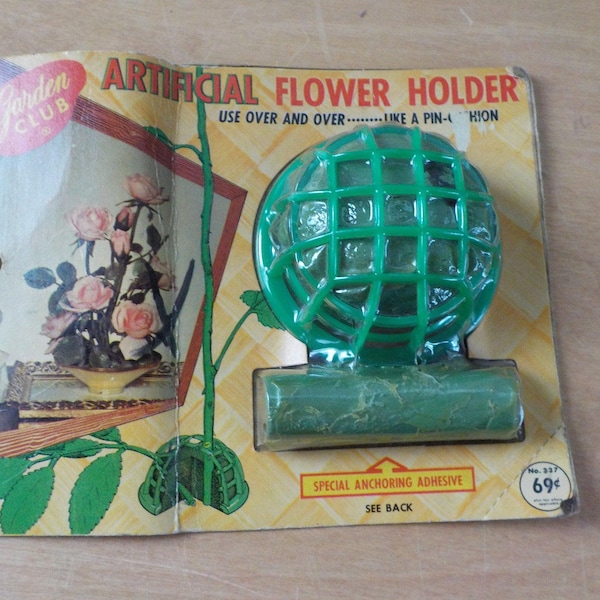 Garden
CLUB
ARTIFICIAL FLOWER HOLDER
USE OVER AND OVER........LIKE A PIN-C HION
SPECIAL ANCHORING ADHESIVE
SEE BACK
No. 337
69¢